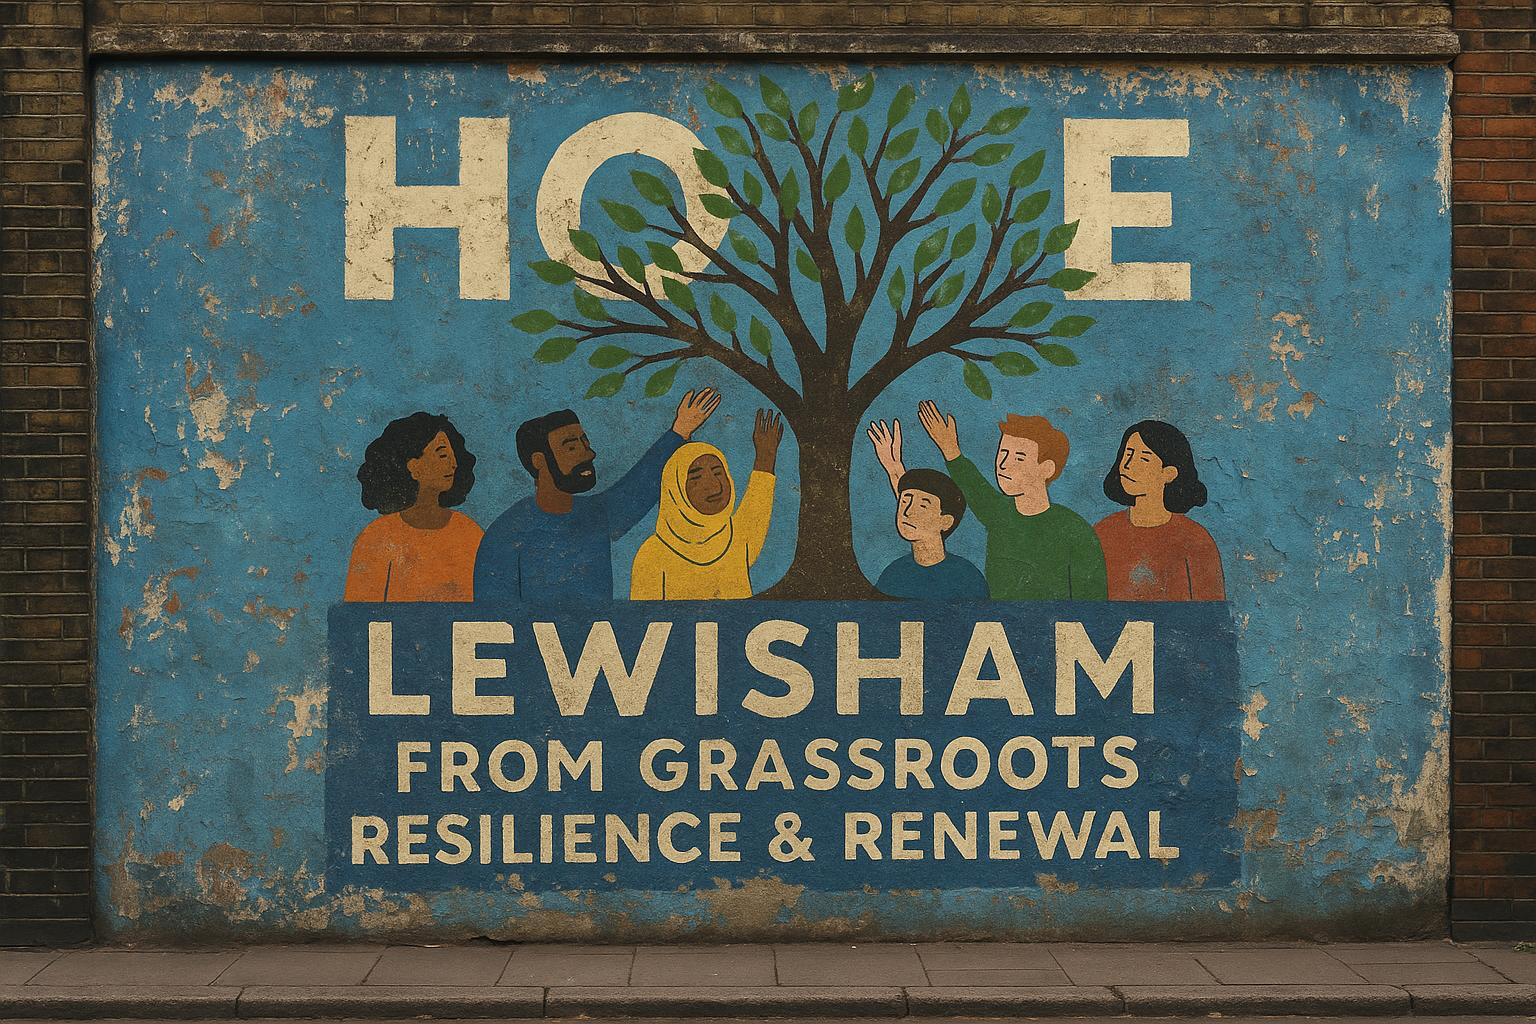 HO E
LEWISHAM
FROM GRASSROOTS
RESILIENCE & RENEWAL